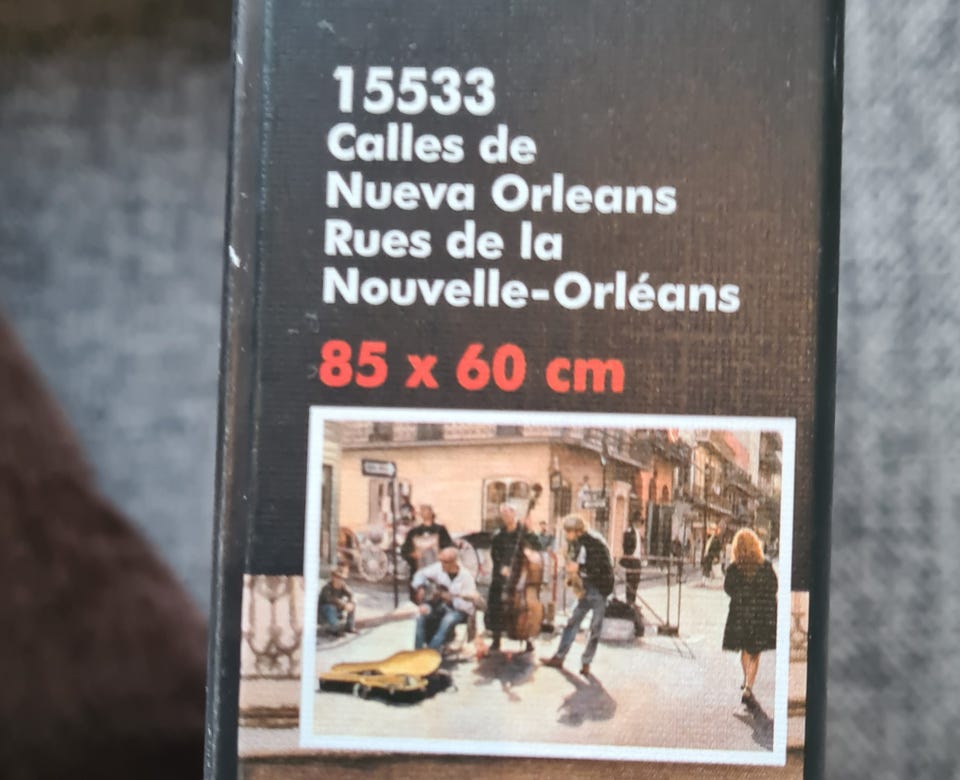 15533
Calles de
Nueva Orleans
Rues de la
Nouvelle-Orléans
85 x 60 cm